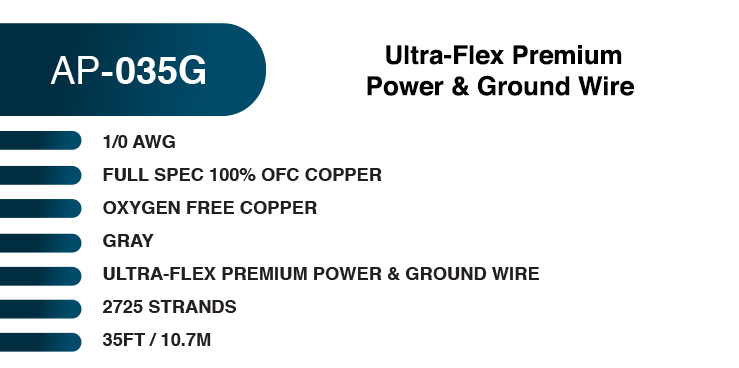 AP-035G
Ultra-Flex Premium
Power & Ground Wire
1/0 AWG
FULL SPEC 100% OFC COPPER
OXYGEN FREE COPPER
GRAY
ULTRA-FLEX PREMIUM POWER & GROUND WIRE
2725 STRANDS
35FT / 10.7M